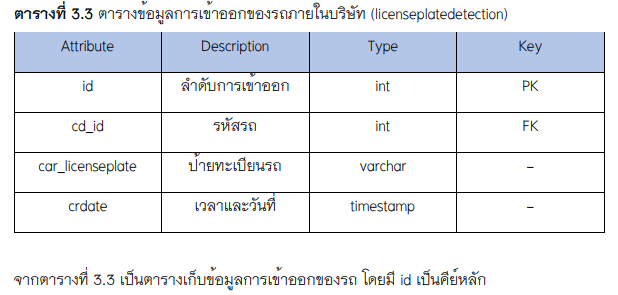 ตารางที่ 3.3 ตารางข้อมูลการเข้าออกของรถภายในบริษัท (licenseplatedetection)
Attribute Description Type Key
id ลำดับการเข้าออก int PK
cd_id รหัสรถ int FK
car_licenseplate ป้ายทะเบียนรถ varchar –
crdate เวลาและวันที่ timestamp –
จากตารางที่ 3.3 เป็นตารางเก็บข้อมูลการเข้าออกของรถ โดยมี id เป็นคีย์หลัก